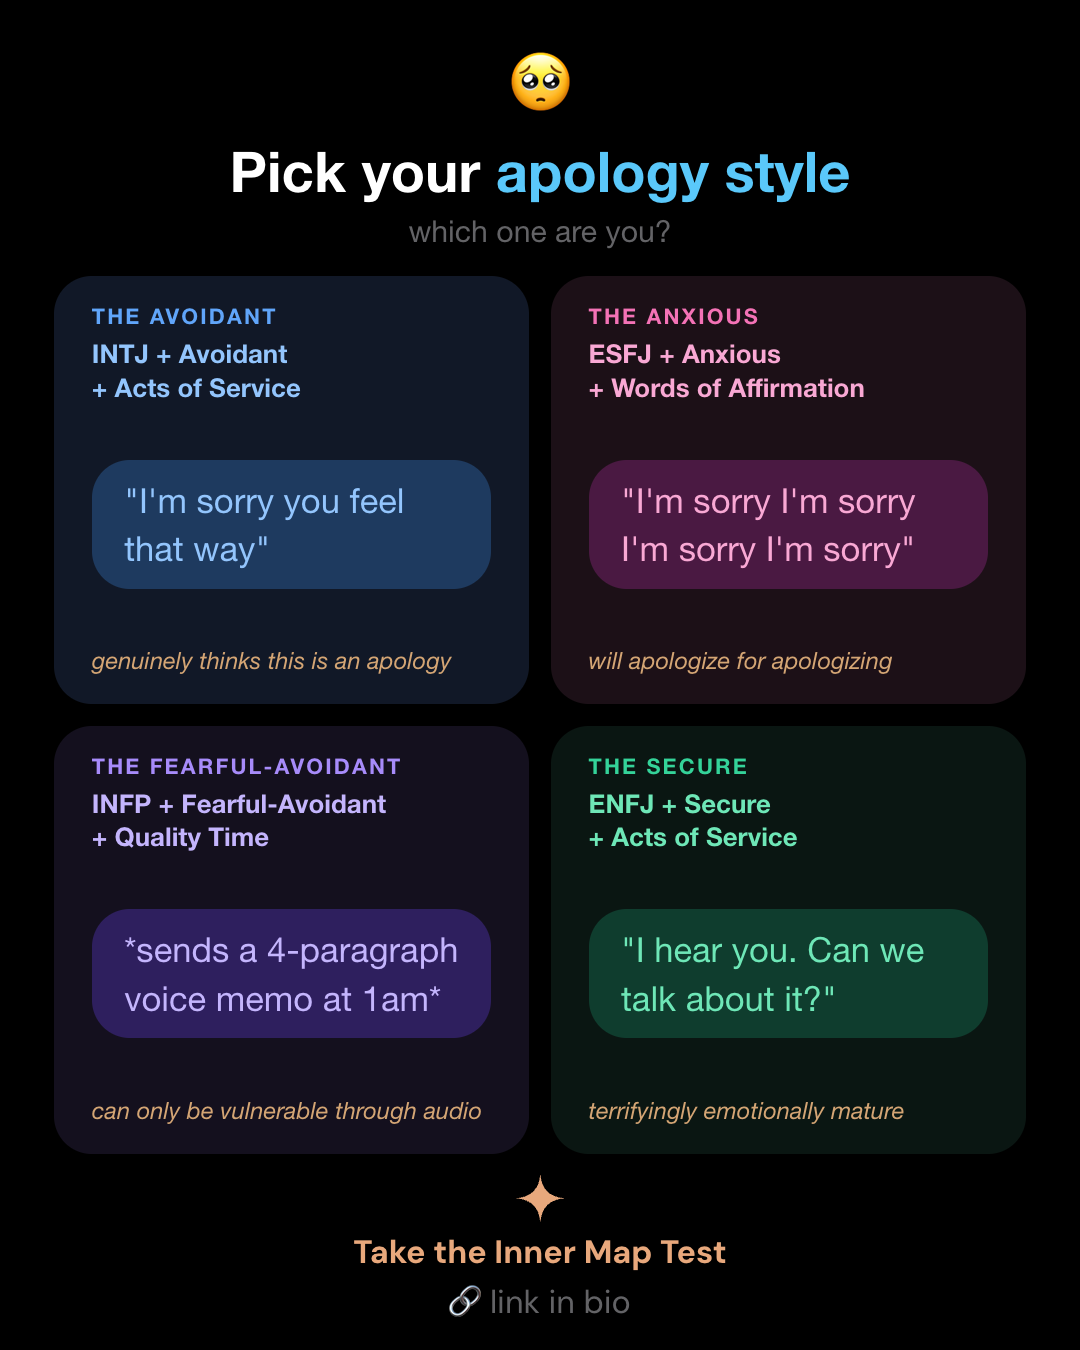 Pick your apology style
which one are you?
THE AVOIDANT
INTJ + Avoidant
+ Acts of Service
"I'm sorry you feel
that way"
genuinely thinks this is an apology
THE ANXIOUS
ESFJ + Anxious
+ Words of Affirmation
"I'm sorry I'm sorry
I'm sorry I'm sorry"
will apologize for apologizing
THE FEARFUL-AVOIDANT
INFP + Fearful-Avoidant
+ Quality Time
*sends a 4-paragraph
voice memo at 1am*
can only be vulnerable through audio
THE SECURE
ENFJ + Secure
+ Acts of Service
"I hear you. Can we
talk about it?"
terrifyingly emotionally mature
Take the Inner Map Test
link in bio